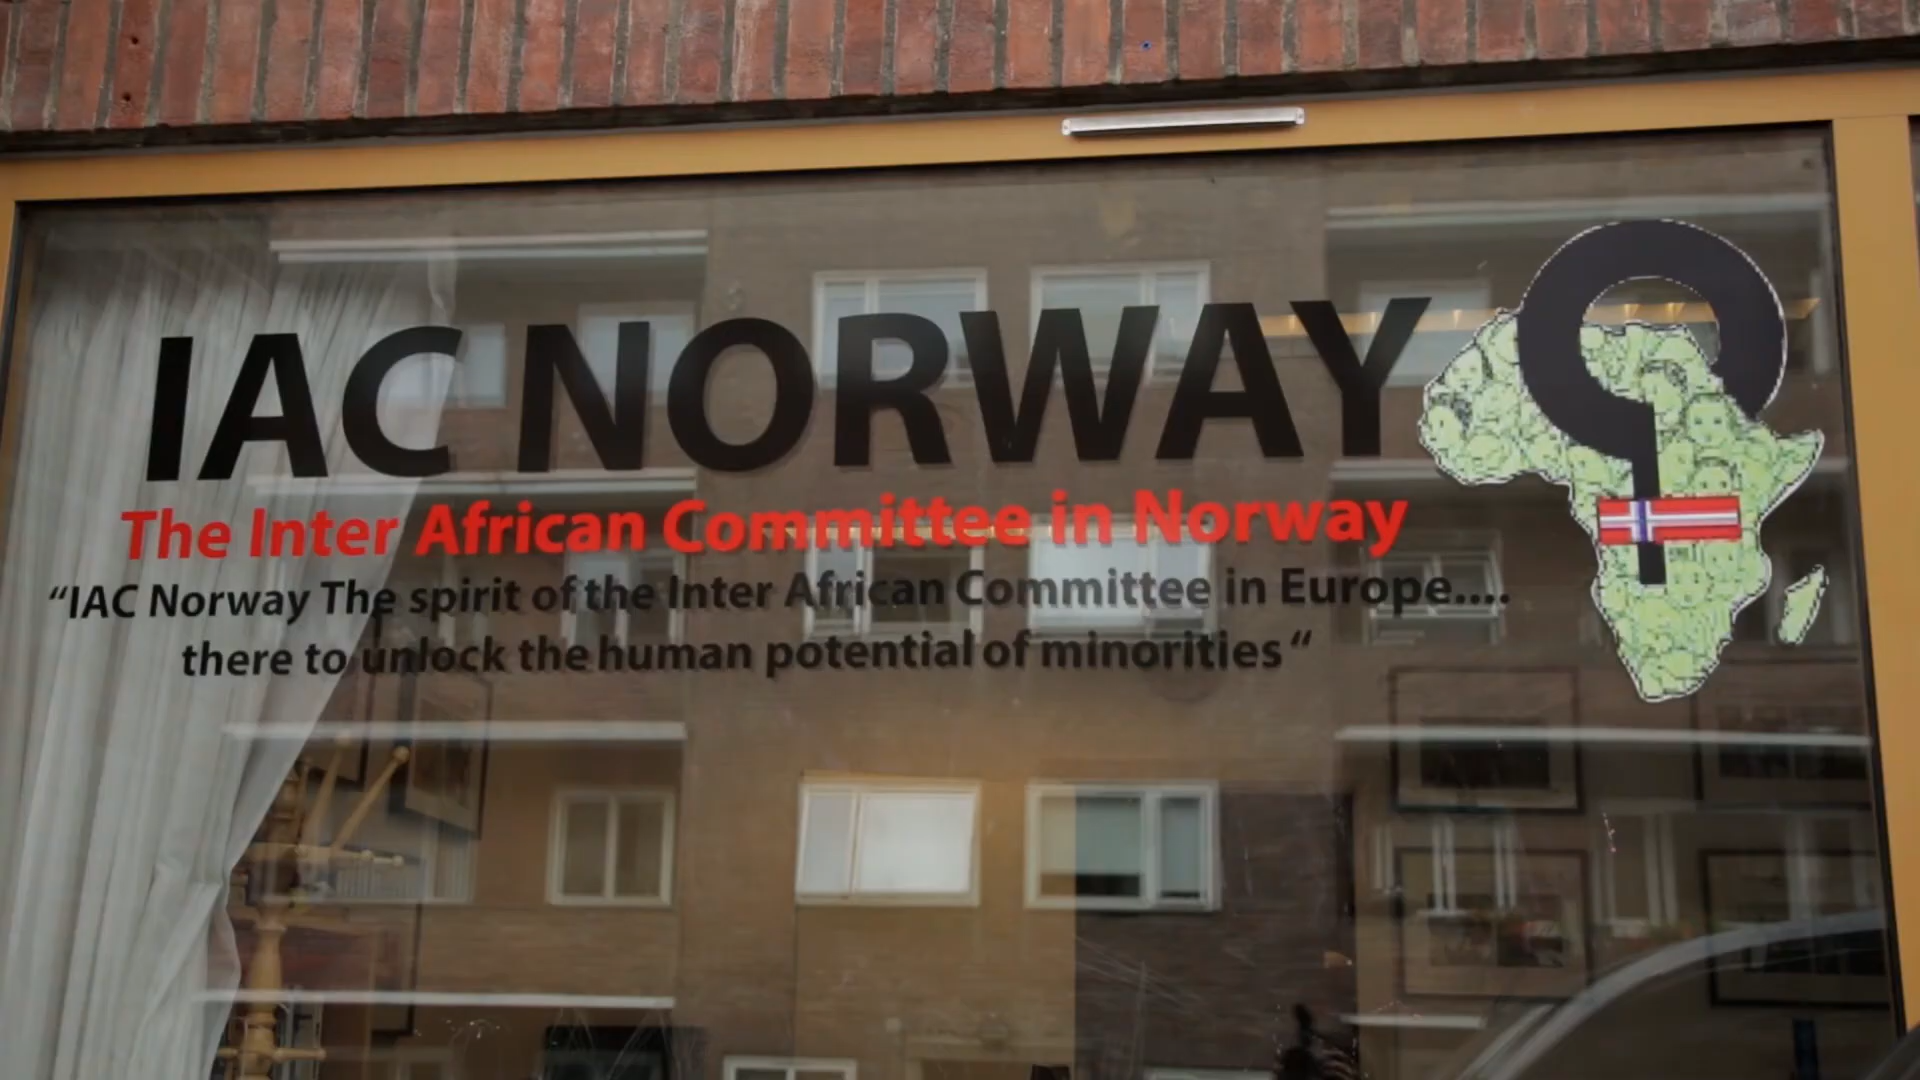 IAC NORWAY
The Inter African Committee in Norway
“IAC Norway The spirit of the Inter African Committee in Europe....
there to unlock the human potential of minorities“